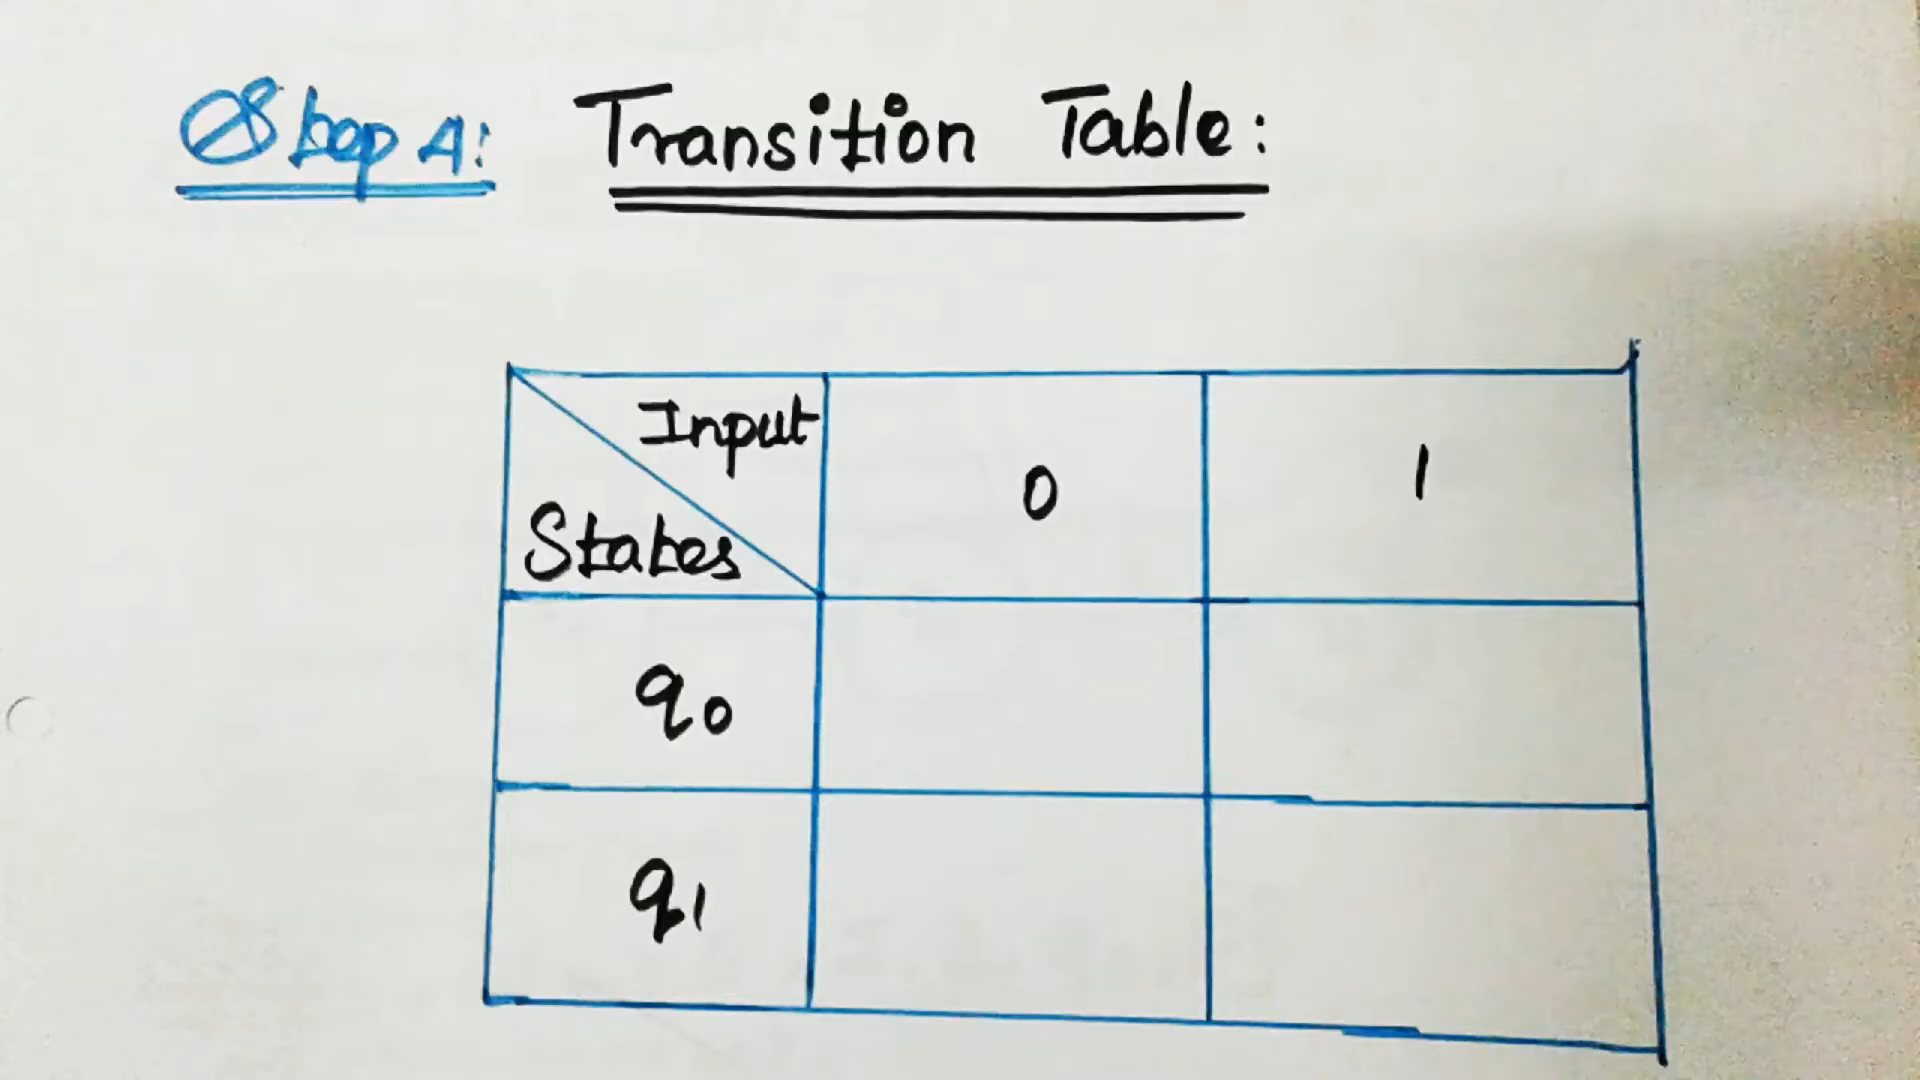 Step 4: Transition Table:
Input 0 1
States
q0
q1